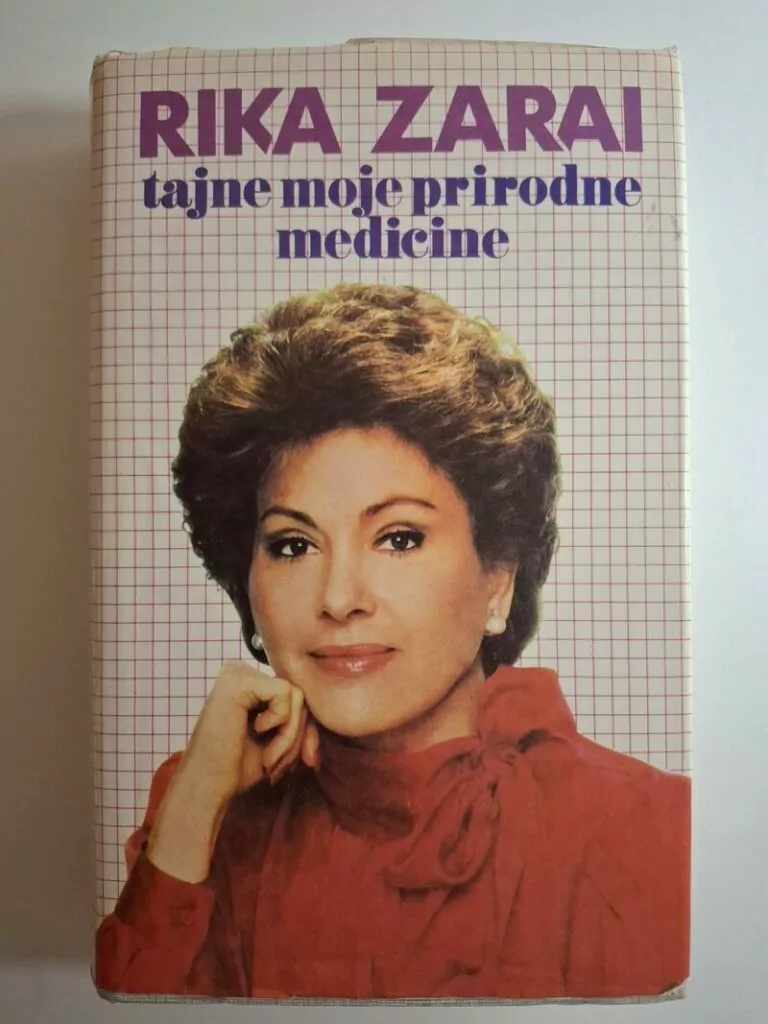 RIKA ZARAI
tajne moje prirodne
medicine